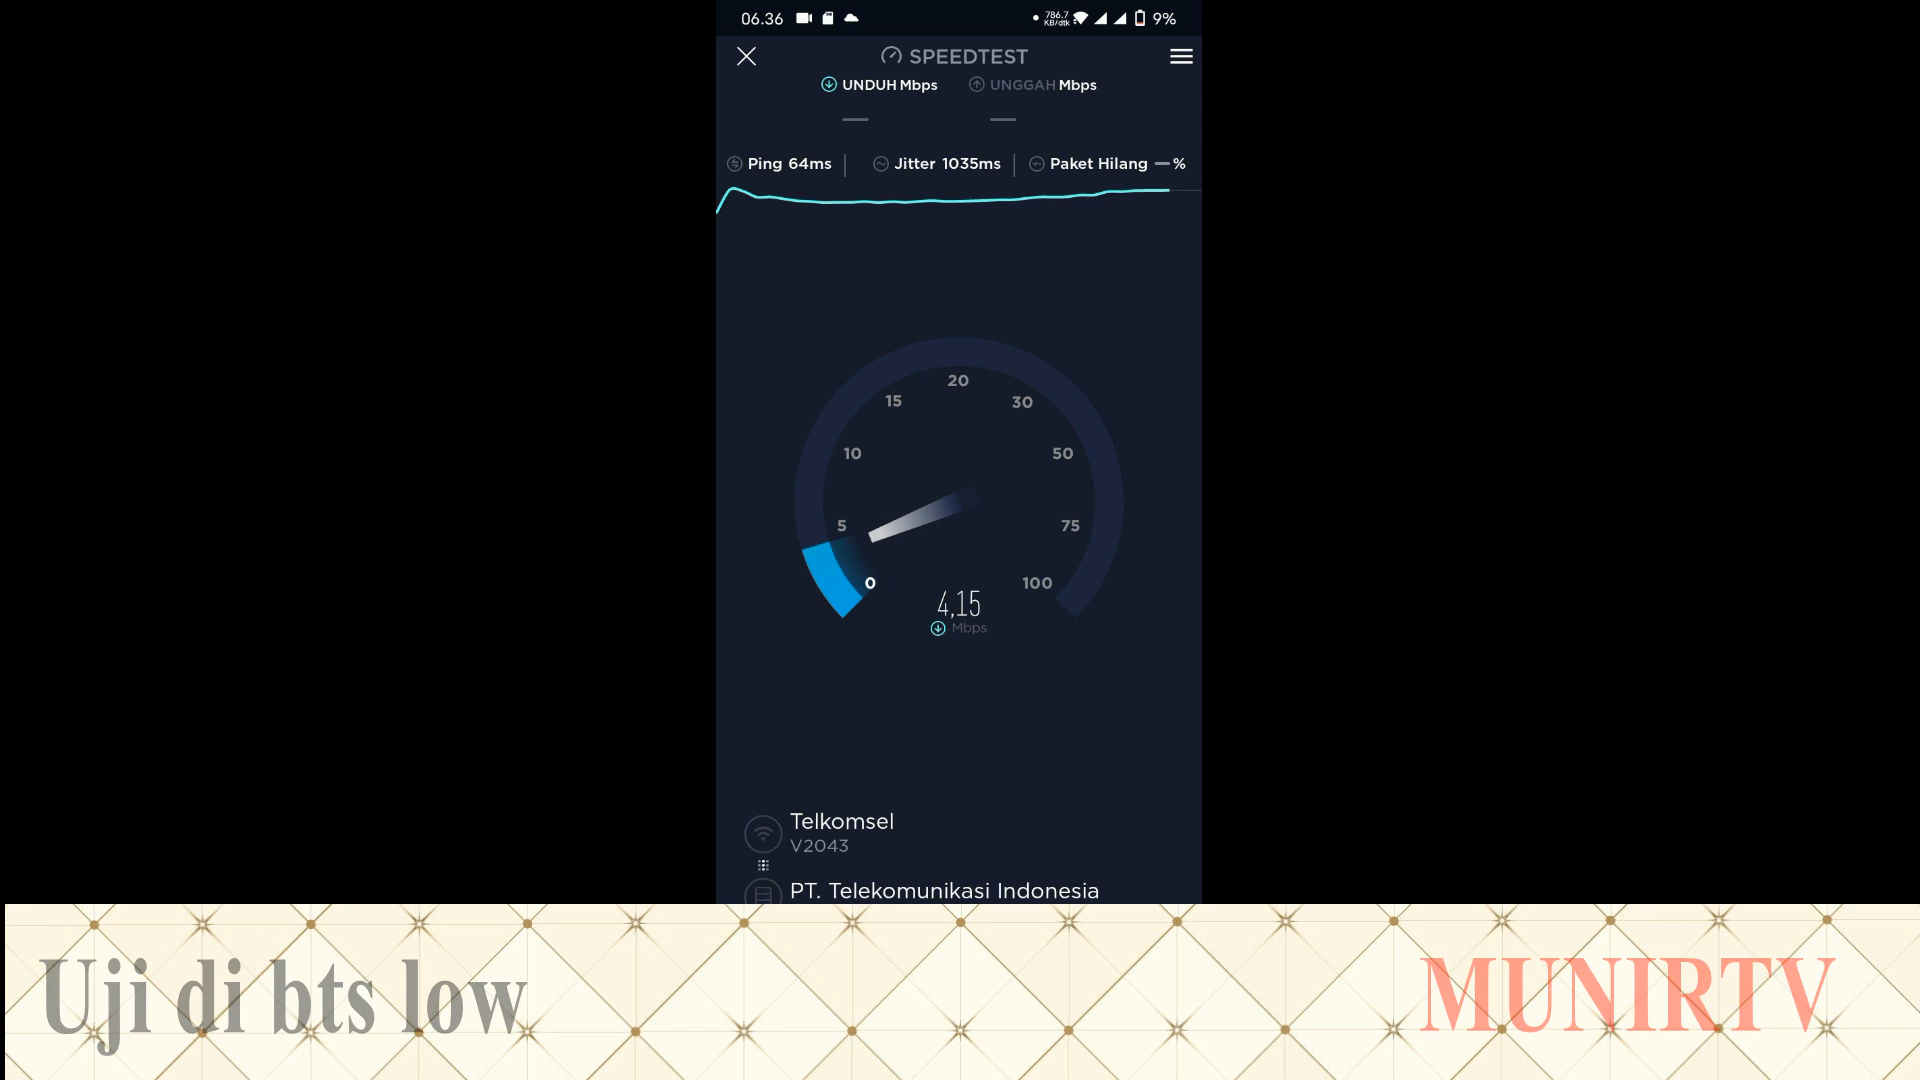 06.36 786.7 KB/dtk 9%
SPEEDTEST
UNDUH Mbps UNGGAH Mbps
— —
Ping 64ms Jitter 1035ms Paket Hilang — %
20
15 30
10 50
5 75
0 100
4,15
Mbps
Telkomsel
V2043
PT. Telekomunikasi Indonesia
Uji di bts low MUNIRTV